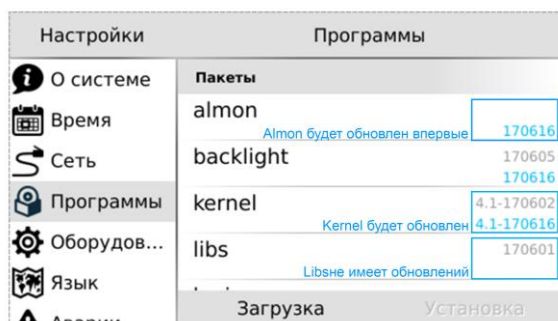 Настройки
Программы
О системе
Время
Сеть
Программы
Оборудов...
Язык
Пакеты
almon
Almon будет обновлен впервые
170616
backlight
170605
170616
kernel
4.1-170602
Kernel будет обновлен
4.1-170616
libs
170601
Libsне имеет обновлений
Загрузка
Установка